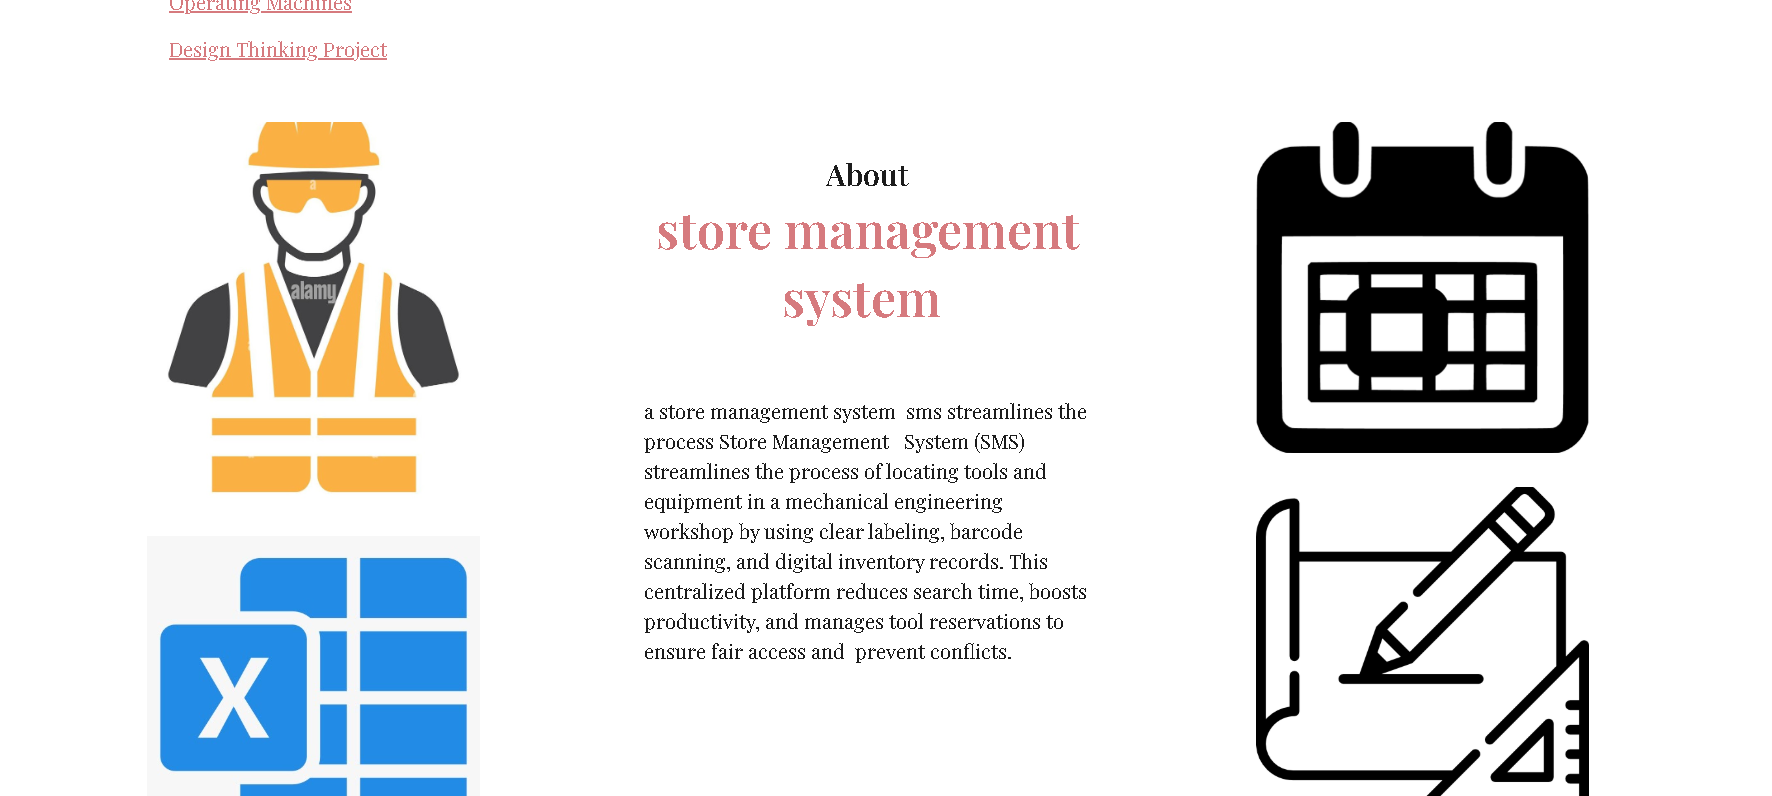 Operating Machines
Design Thinking Project
a
alamy
About
store management
system
a store management system  sms streamlines the
process Store Management   System (SMS)
streamlines the process of locating tools and
equipment in a mechanical engineering
workshop by using clear labeling, barcode
scanning, and digital inventory records. This
centralized platform reduces search time, boosts
productivity, and manages tool reservations to
ensure fair access and  prevent conflicts.
X